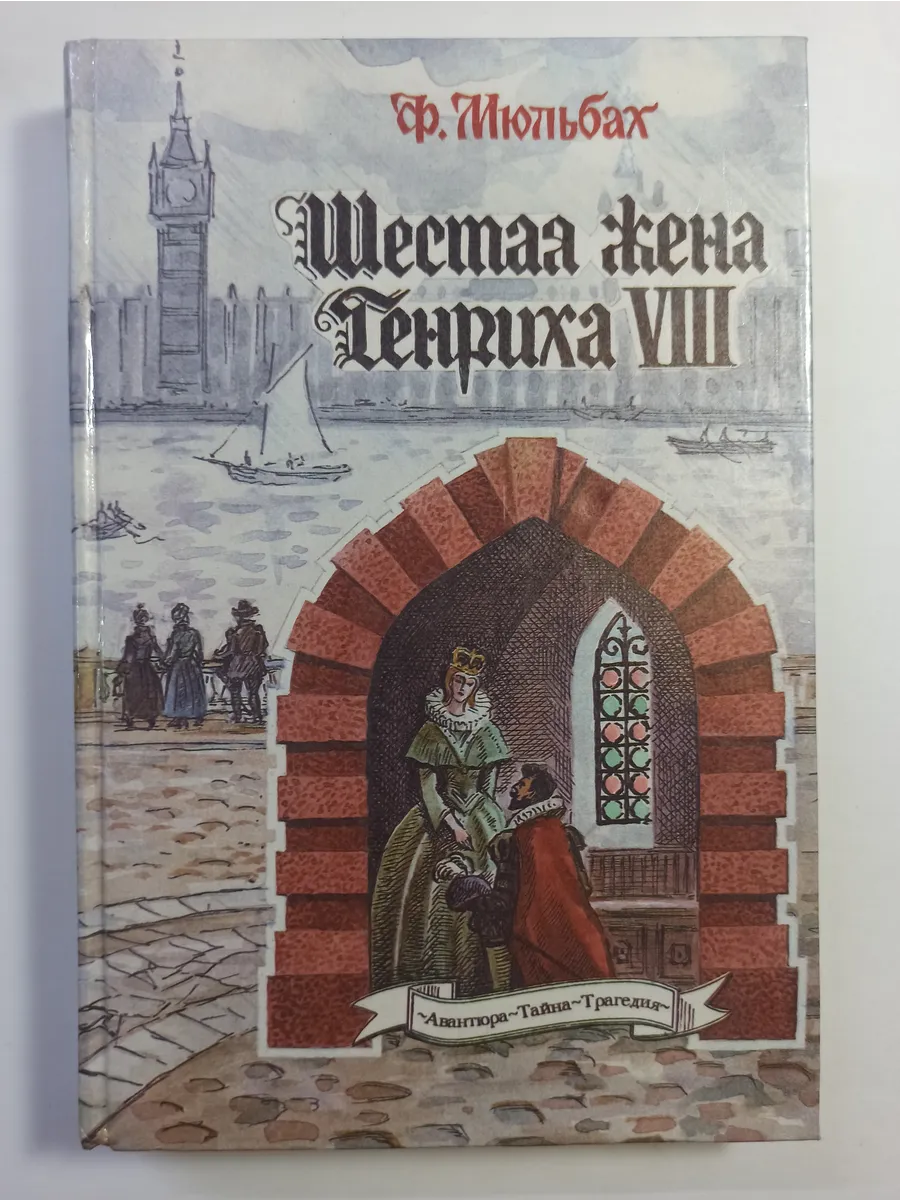 Ф. Мюльбах
Шестая жена
Генриха VIII
~Авантюра~Тайна~Трагедия~